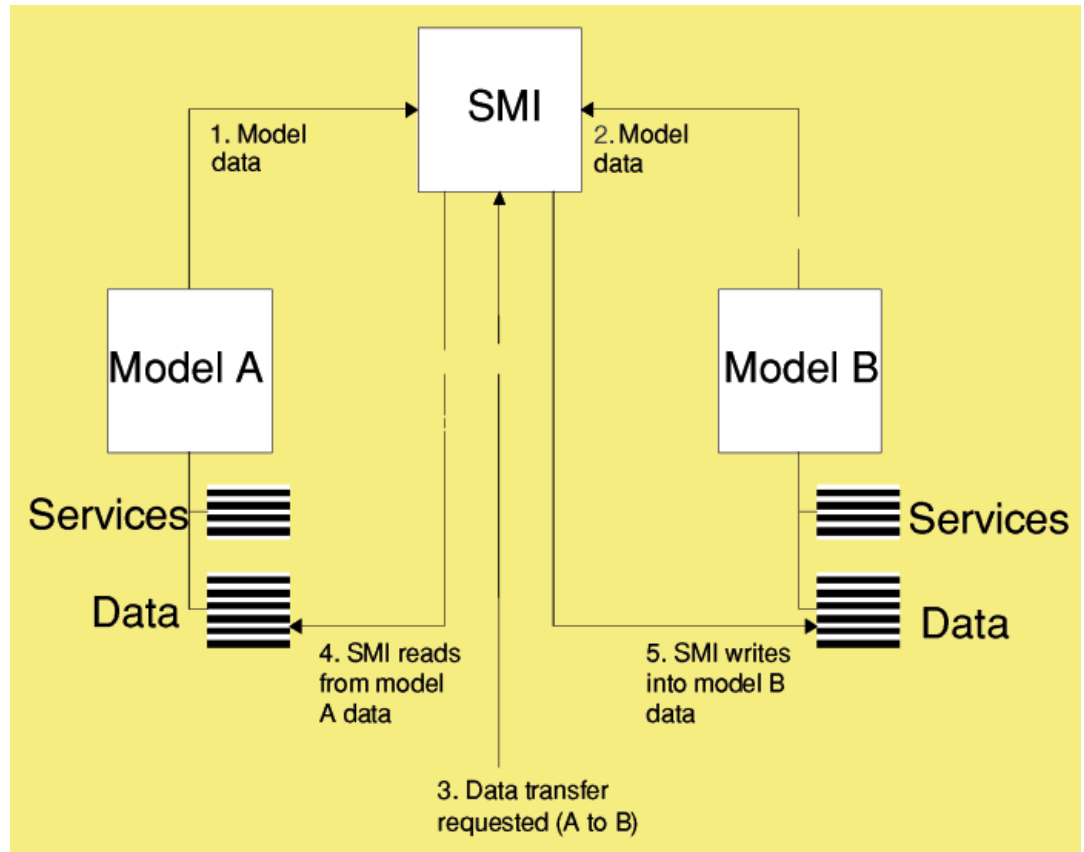 SMI
1. Model
data
2. Model
data
Model A
Model B
Services
Services
Data
Data
4. SMI reads
from model
A data
5. SMI writes
into model B
data
3. Data transfer
requested (A to B)